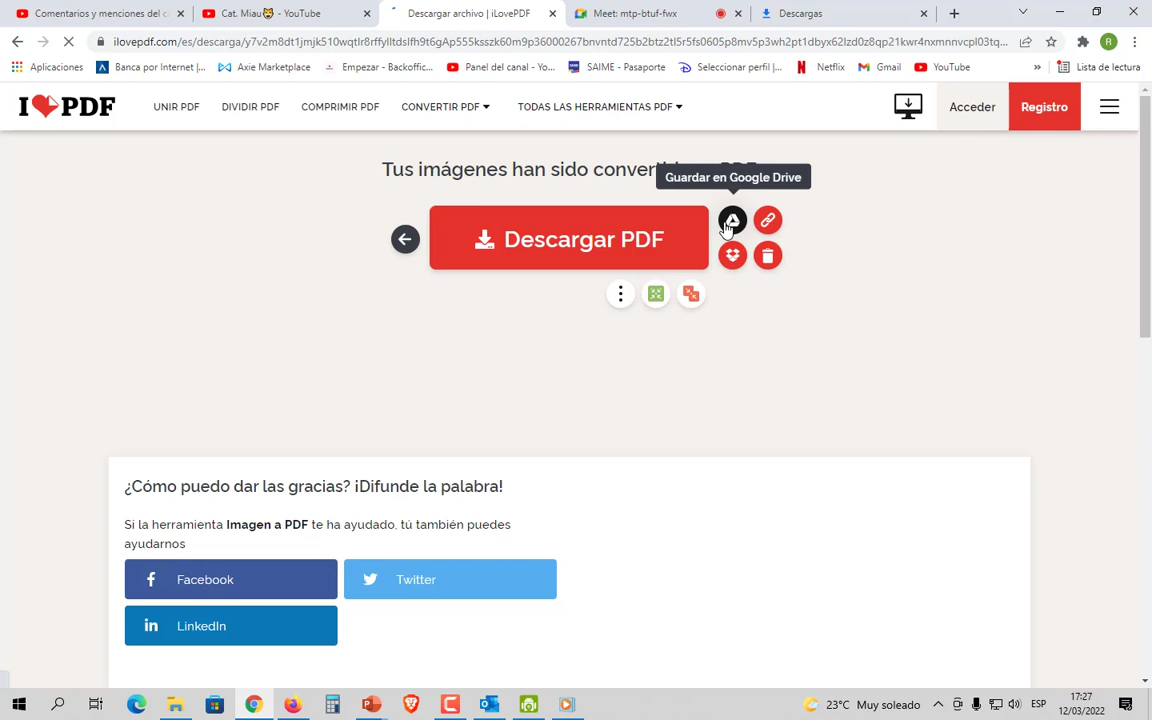 Comentarios y menciones del c
Cat. Miau🐯 - YouTube
Descargar archivo | iLovePDF
Meet: mtp-btuf-fwx
Descargas
ilovepdf.com/es/descarga/
Aplicaciones
Banca por Internet |...
Axie Marketplace
Empezar - Backoffic...
Panel del canal - Yo...
SAIME - Pasaporte
Seleccionar perfil |...
Netflix
Gmail
YouTube
»
Lista de lectura
I PDF
UNIR PDF
DIVIDIR PDF
COMPRIMIR PDF
CONVERTIR PDF
TODAS LAS HERRAMIENTAS PDF
Acceder
Registro
Tus imágenes han sido conver
Guardar en Google Drive
Descargar PDF
¿Cómo puedo dar las gracias? ¡Difunde la palabra!
Si la herramienta Imagen a PDF te ha ayudado, tú también puedes
ayudarnos
Facebook
Twitter
LinkedIn
23°C Muy soleado
ESP
17:27
12/03/2022